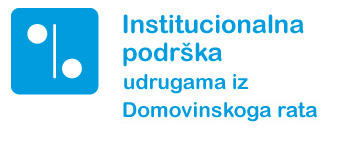 Institucionalna
podrška
udrugama iz
Domovinskoga rata